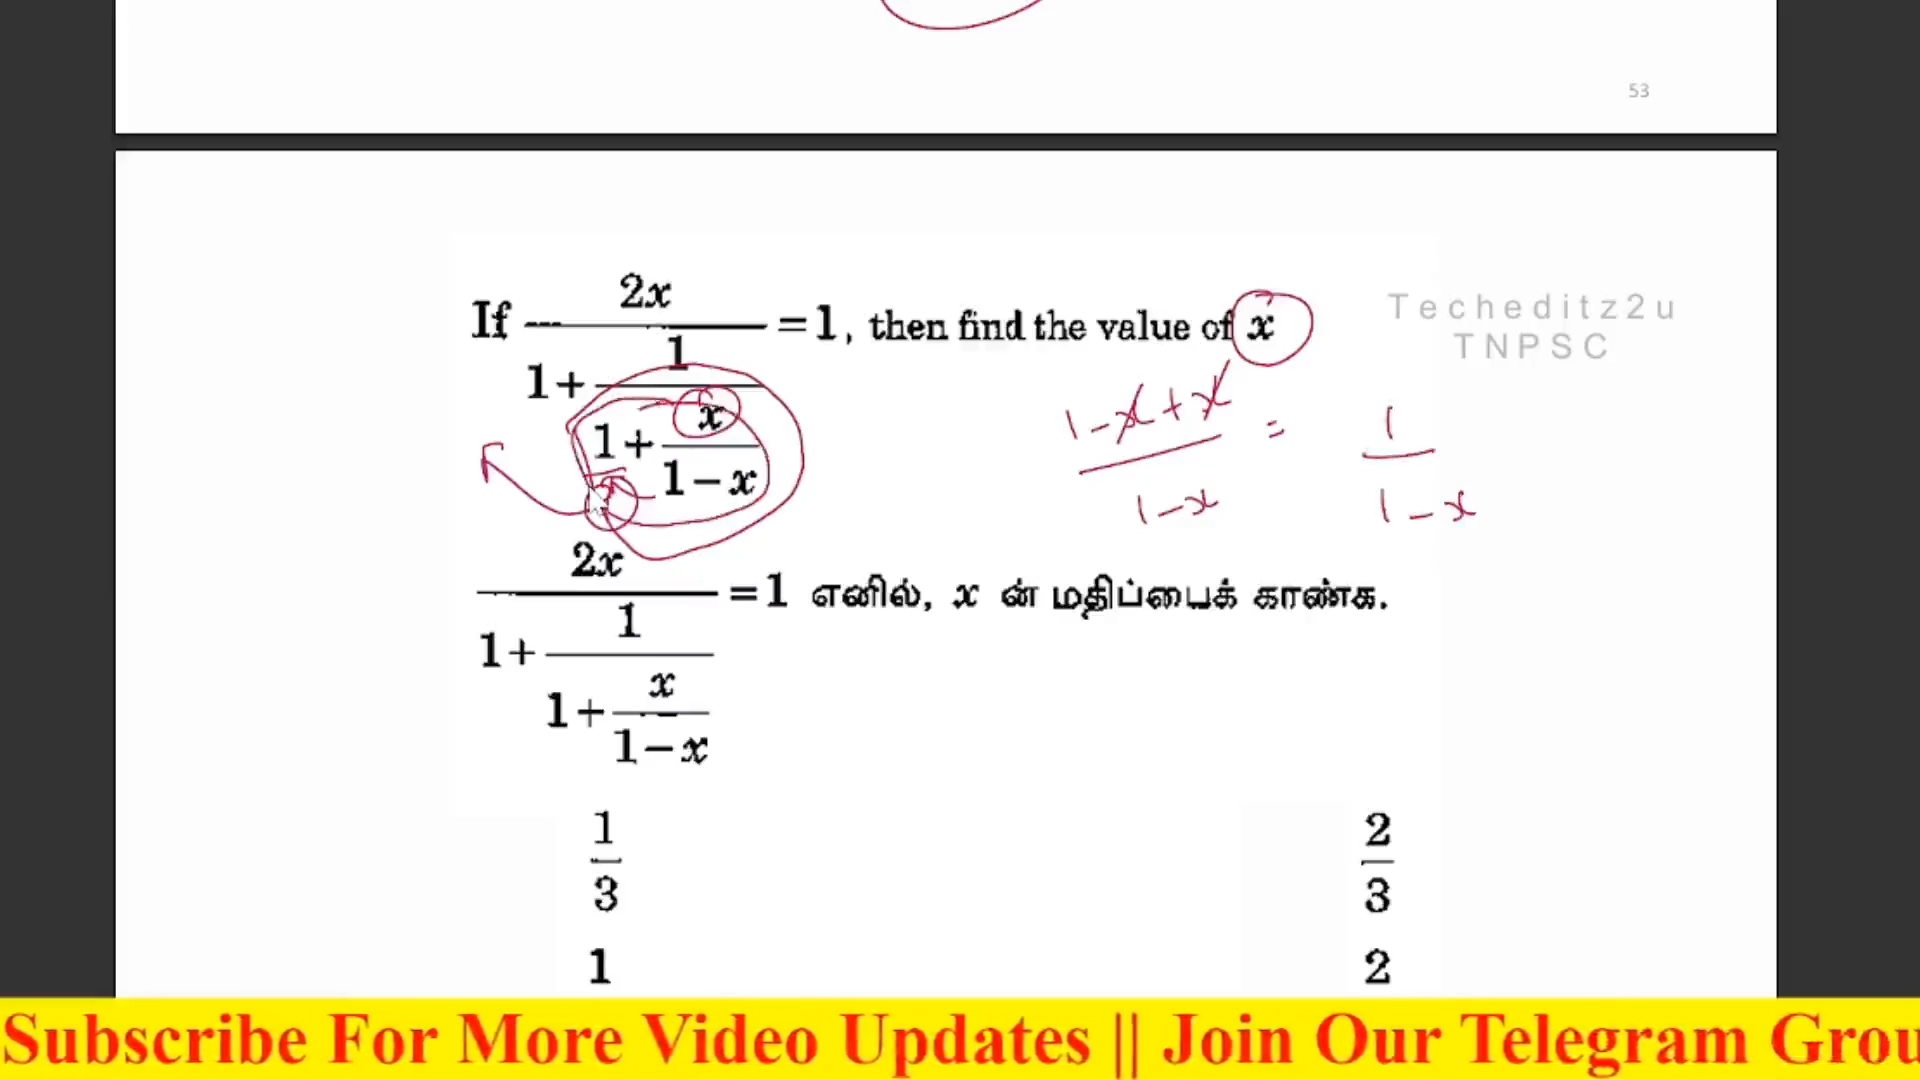 53
If 2x / (1 + 1 / (1 + x / (1 − x))) = 1, then find the value of x
Techeditz2u
TNPSC
1 − x + x / 1 − x = 1 / 1 − x
2x / (1 + 1 / (1 + x / (1 − x))) = 1 எனில், x ன் மதிப்பைக் காண்க.
1/3
2/3
1
2
Subscribe For More Video Updates || Join Our Telegram Grou